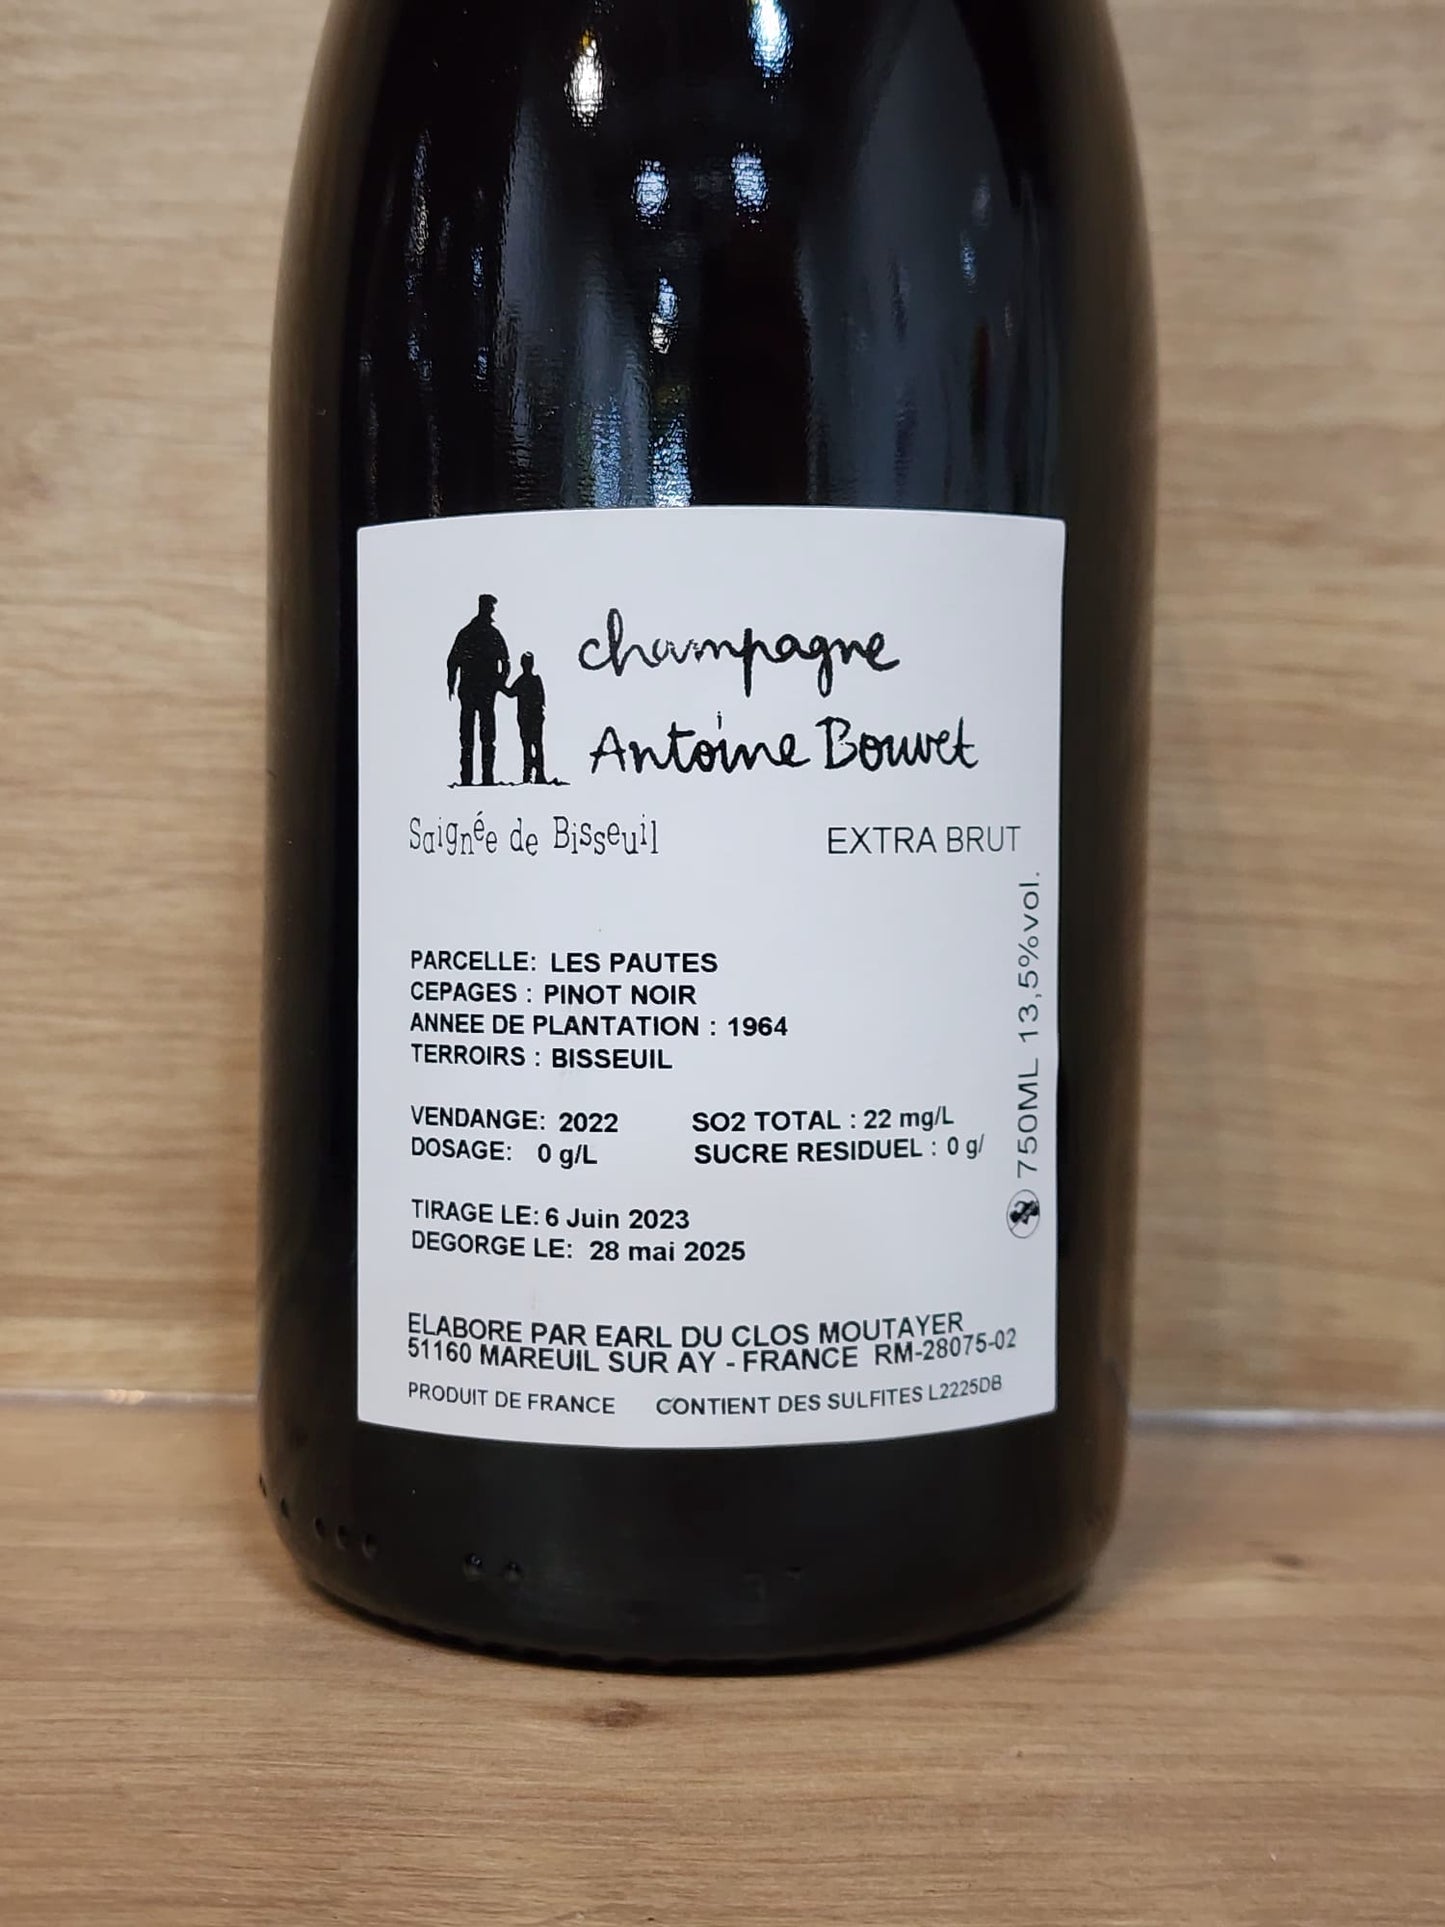 champagne
Antoine Bouvet
Saignée de Bisseuil EXTRA BRUT
PARCELLE: LES PAUTES
CEPAGES : PINOT NOIR
ANNEE DE PLANTATION : 1964
TERROIRS : BISSEUIL
VENDANGE: 2022 SO2 TOTAL : 22 mg/L
DOSAGE: 0 g/L SUCRE RESIDUEL : 0 g/
TIRAGE LE: 6 Juin 2023
DEGORGE LE: 28 mai 2025
750ML 13,5%vol.
ELABORE PAR EARL DU CLOS MOUTAYER
51160 MAREUIL SUR AY - FRANCE RM-28075-02
PRODUIT DE FRANCE CONTIENT DES SULFITES L2225DB